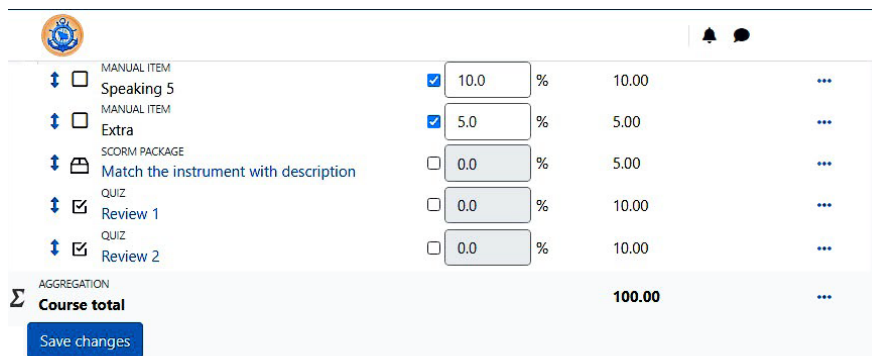 MANUAL ITEM
Speaking 5 10.0 % 10.00
MANUAL ITEM
Extra 5.0 % 5.00
SCORM PACKAGE
Match the instrument with description 0.0 % 5.00
QUIZ
Review 1 0.0 % 10.00
QUIZ
Review 2 0.0 % 10.00
AGGREGATION
Σ Course total 100.00
Save changes